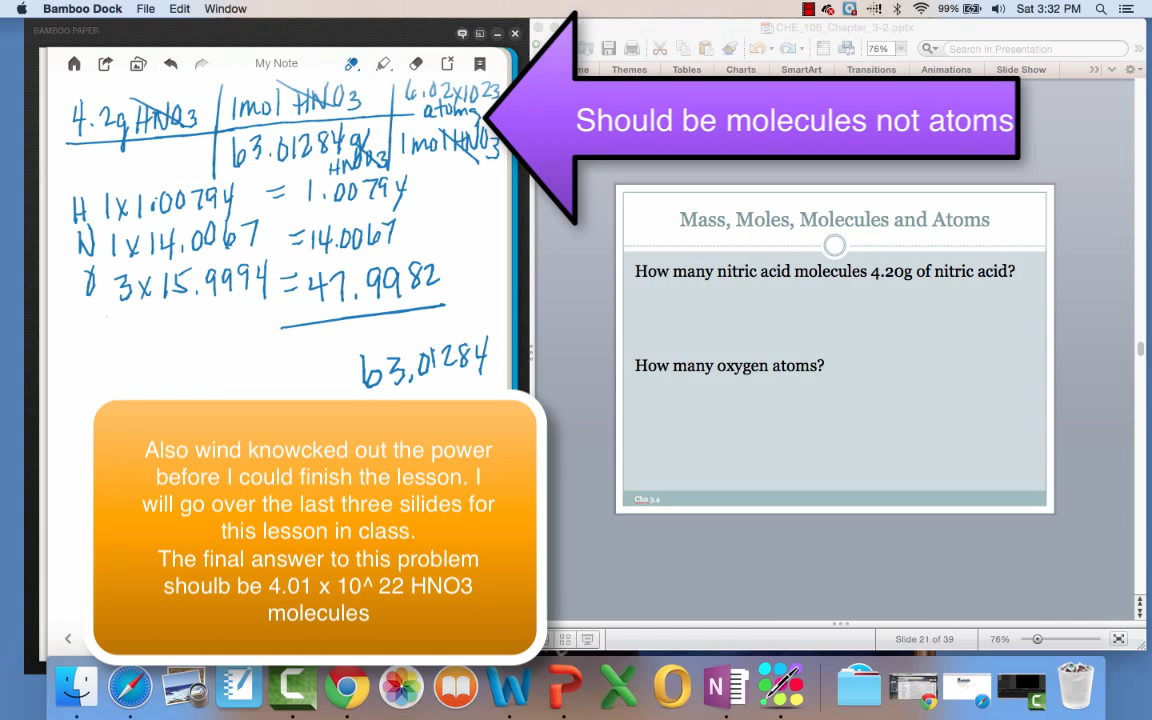 Bamboo Dock File Edit Window
99% Sat 3:32 PM
BAMBOO PAPER
My Note
4.2g HNO3 1mol HNO3 6.02x1023
atoms
63.01284g 1mol HNO3
HNO3
H 1x1.00794 = 1.00794
N 1x14.0067 =14.0067
O 3x15.9994=47.9982
63.01284
Should be molecules not atoms
Also wind knowcked out the power
before I could finish the lesson. I
will go over the last three silides for
this lesson in class.
The final answer to this problem
shoulb be 4.01 x 10^ 22 HNO3
molecules
CHE_106_Chapter_3-2.pptx
76% Search in Presentation
me Themes Tables Charts SmartArt Transitions Animations Slide Show
Mass, Moles, Molecules and Atoms
How many nitric acid molecules 4.20g of nitric acid?
How many oxygen atoms?
Chp 3.4
Slide 21 of 39 76%